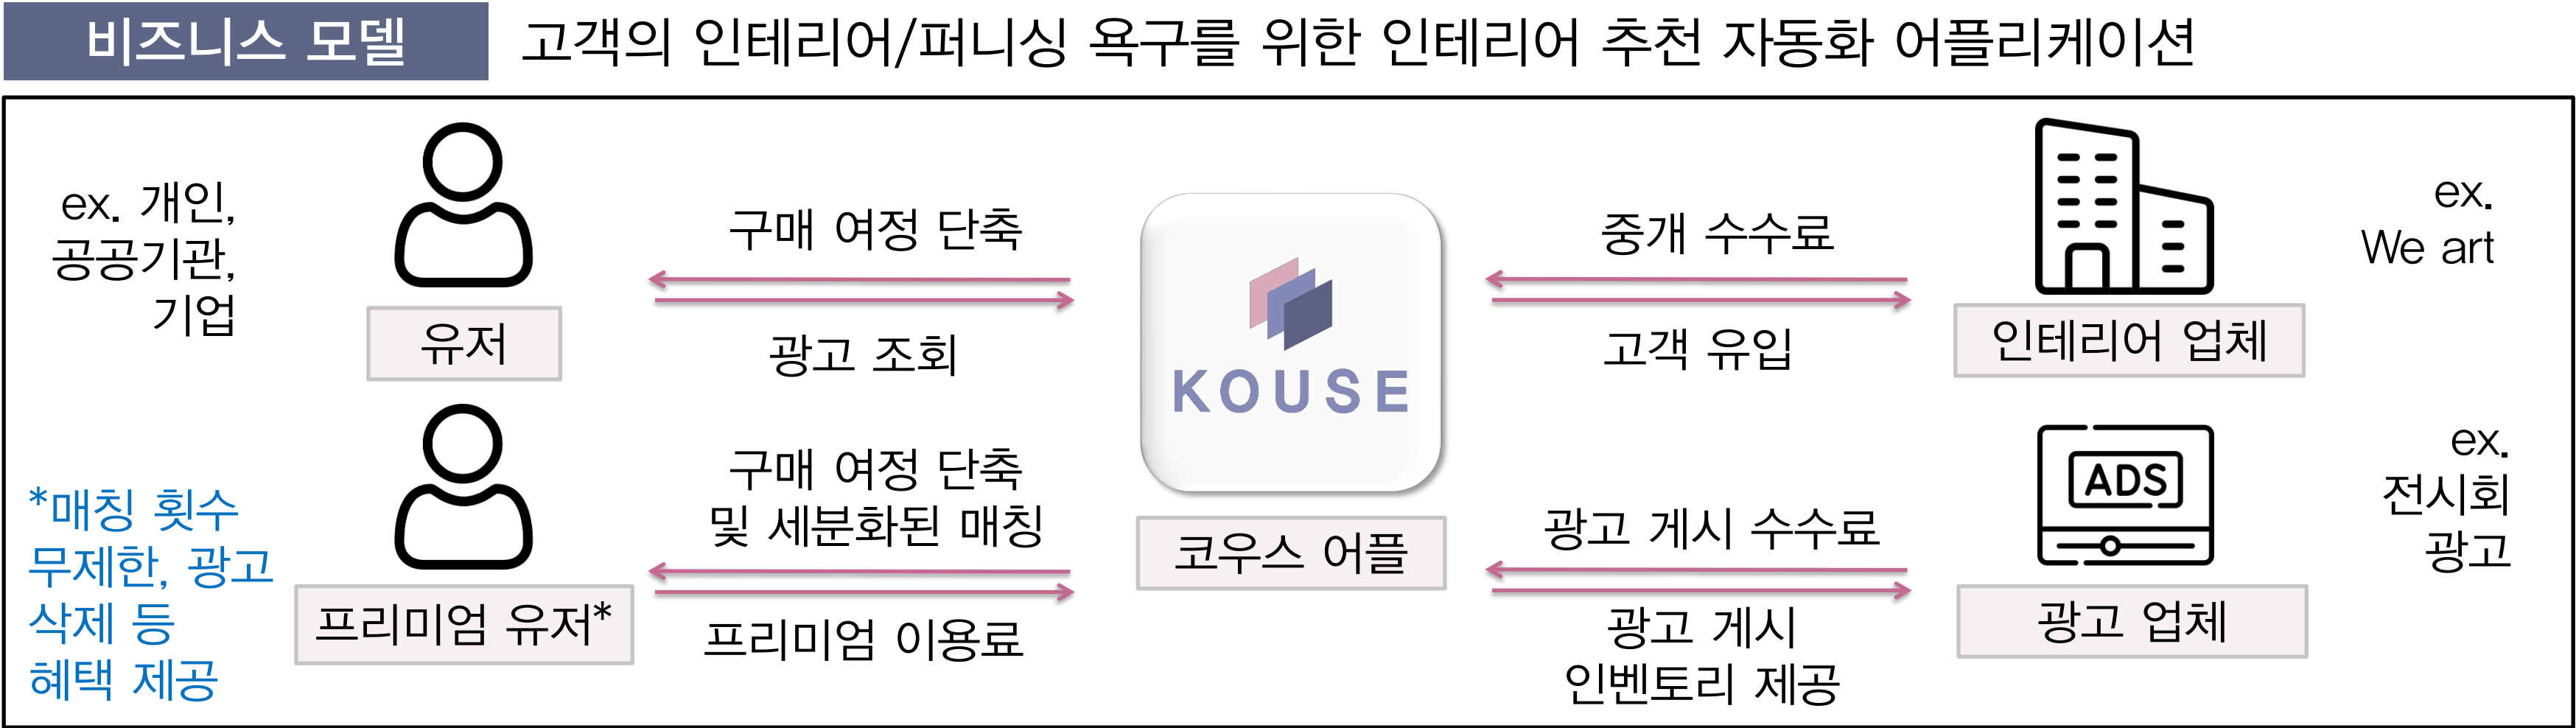 비즈니스 모델
고객의 인테리어/퍼니싱 욕구를 위한 인테리어 추천 자동화 어플리케이션
ex. 개인,
공공기관,
기업
유저
구매 여정 단축
광고 조회
KOUSE
코우스 어플
중개 수수료
고객 유입
인테리어 업체
ex.
We art
*매칭 횟수
무제한, 광고
삭제 등
혜택 제공
프리미엄 유저*
구매 여정 단축
및 세분화된 매칭
프리미엄 이용료
광고 게시 수수료
광고 게시
인벤토리 제공
ADS
광고 업체
ex.
전시회
광고